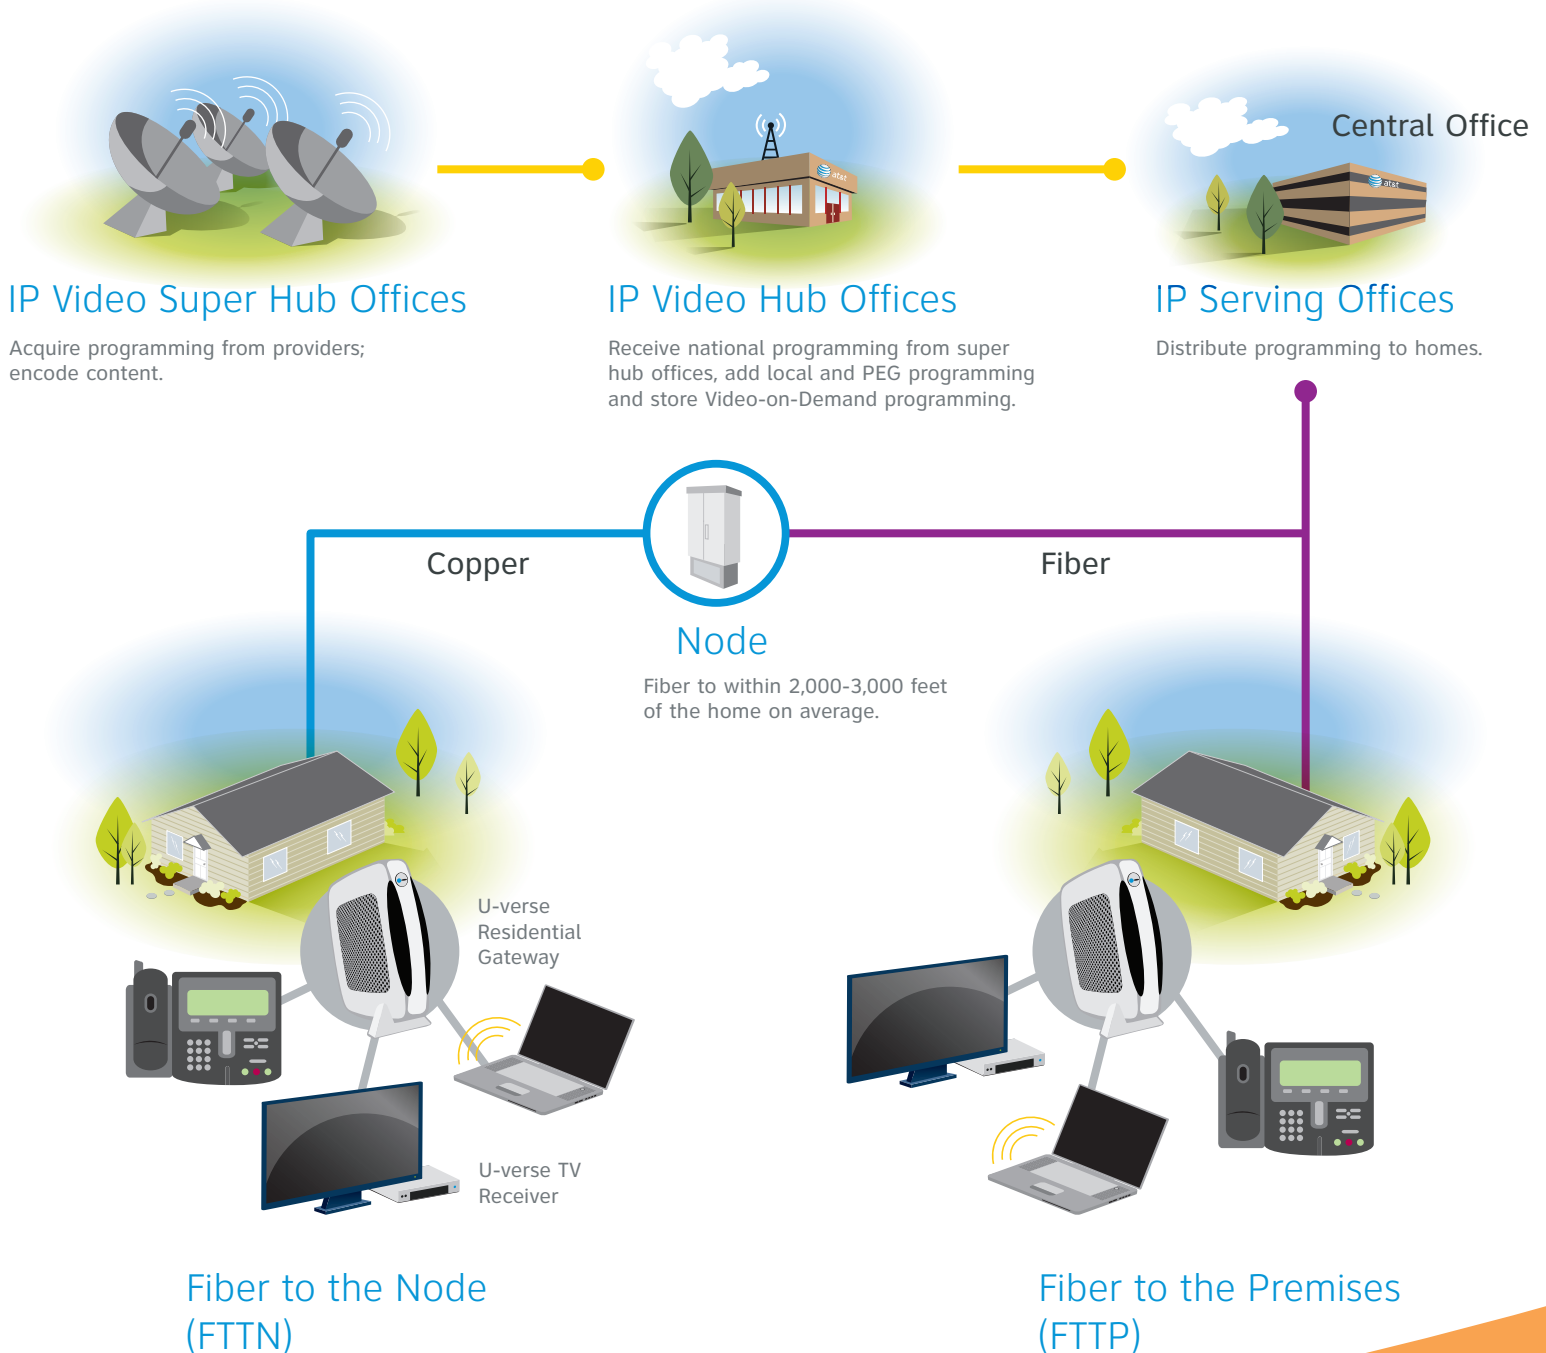 Central Office
at&t
at&t
IP Video Super Hub Offices
Acquire programming from providers;
encode content.
IP Video Hub Offices
Receive national programming from super
hub offices, add local and PEG programming
and store Video-on-Demand programming.
IP Serving Offices
Distribute programming to homes.
Copper
Fiber
Node
Fiber to within 2,000-3,000 feet
of the home on average.
U-verse
Residential
Gateway
U-verse TV
Receiver
Fiber to the Node
(FTTN)
Fiber to the Premises
(FTTP)